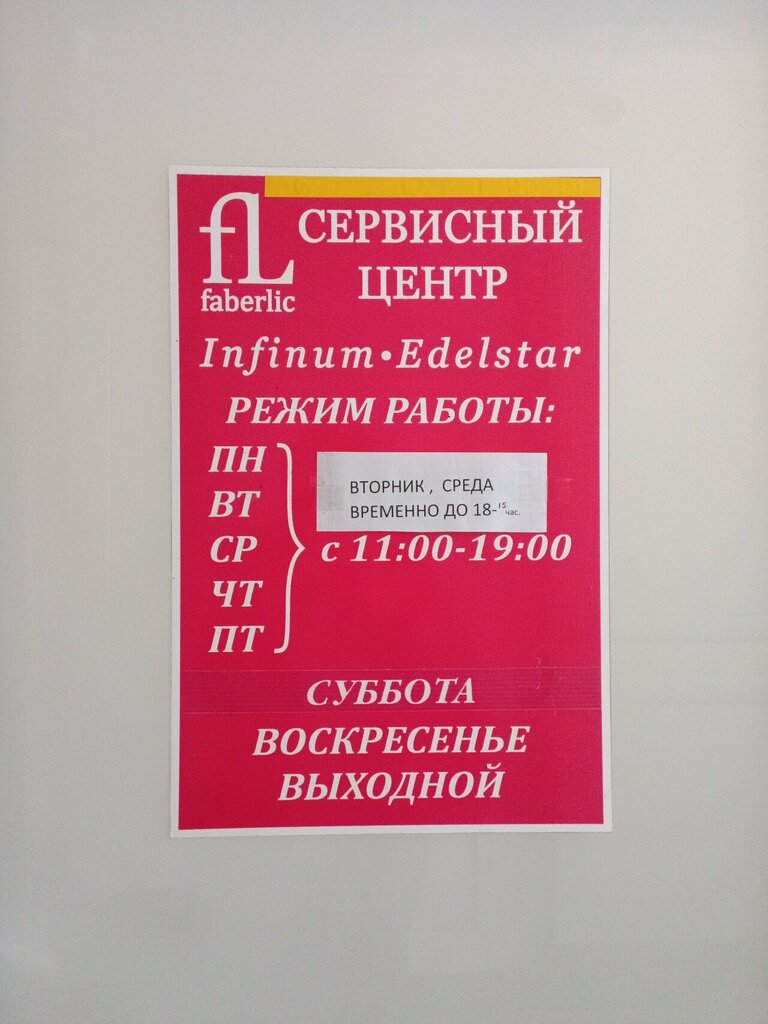 fL
faberlic
СЕРВИСНЫЙ
ЦЕНТР
Infinum•Edelstar
РЕЖИМ РАБОТЫ:
ПН
ВТ
СР
ЧТ
ПТ
ВТОРНИК , СРЕДА
ВРЕМЕННО ДО 18-15 час.
с 11:00-19:00
СУББОТА
ВОСКРЕСЕНЬЕ
ВЫХОДНОЙ